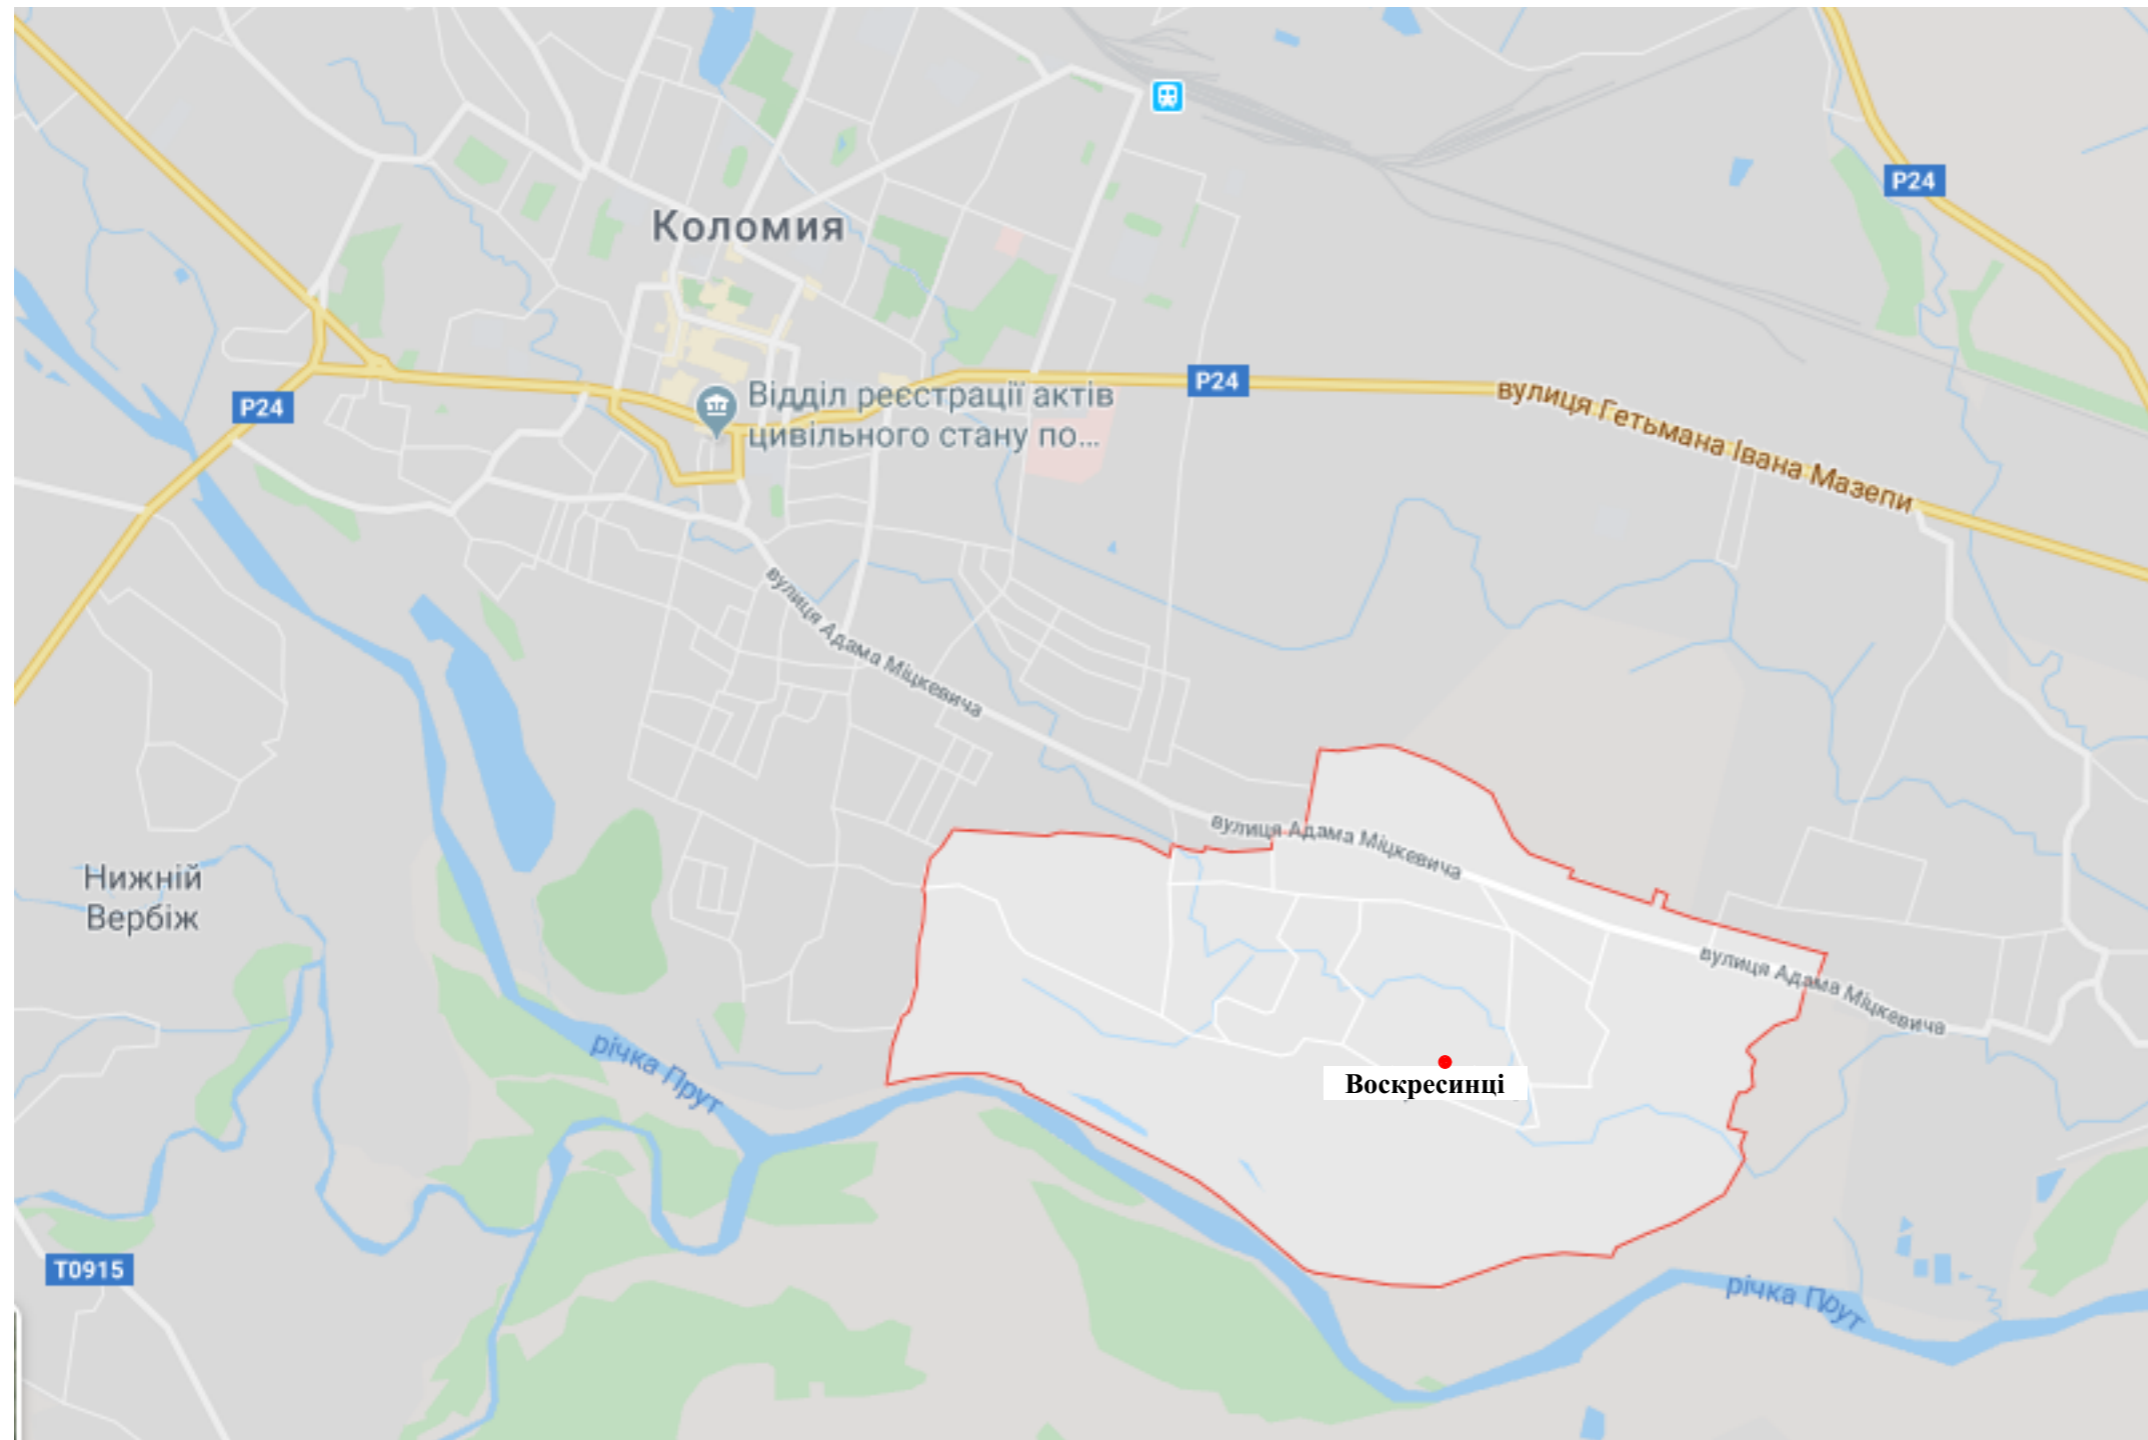 P24
Коломия
P24
P24
Відділ реєстрації актів
цивільного стану по...
вулиця Гетьмана Івана Мазепи
вулиця Адама Міцкевича
вулиця Адама Міцкевича
Нижній
Вербіж
вулиця Адама Міцкевича
річка Прут
Воскресинці
T0915
річка Прут